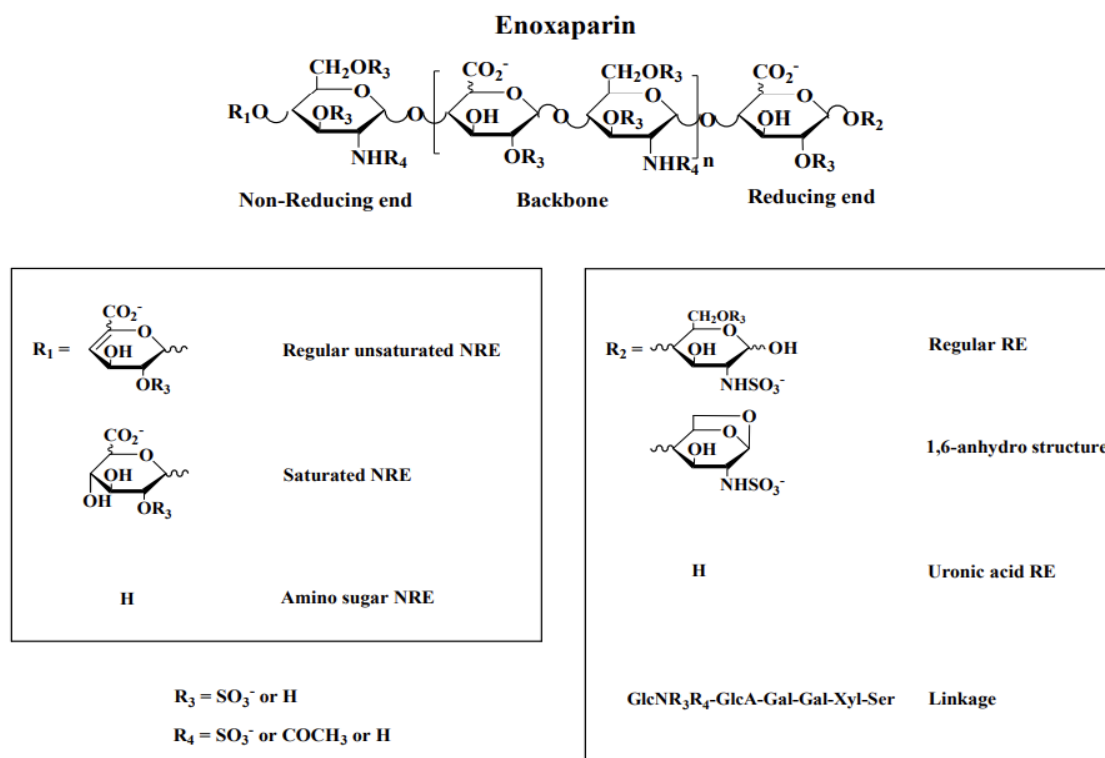 Enoxaparin
CH₂OR₃ CO₂⁻ CH₂OR₃ CO₂⁻
O O O O
R₁O OR₃ O OH O OR₃ O OH OR₂
NHR₄ OR₃ NHR₄ n OR₃
Non-Reducing end Backbone Reducing end
CO₂⁻
O
R₁ = OH Regular unsaturated NRE
OR₃
CO₂⁻
O
OH Saturated NRE
OH OR₃
H Amino sugar NRE
R₃ = SO₃⁻ or H
R₄ = SO₃⁻ or COCH₃ or H
CH₂OR₃
O
R₂ = OH OH Regular RE
NHSO₃⁻
O
O
OH 1,6-anhydro structure
NHSO₃⁻
H Uronic acid RE
GlcNR₃R₄-GlcA-Gal-Gal-Xyl-Ser Linkage